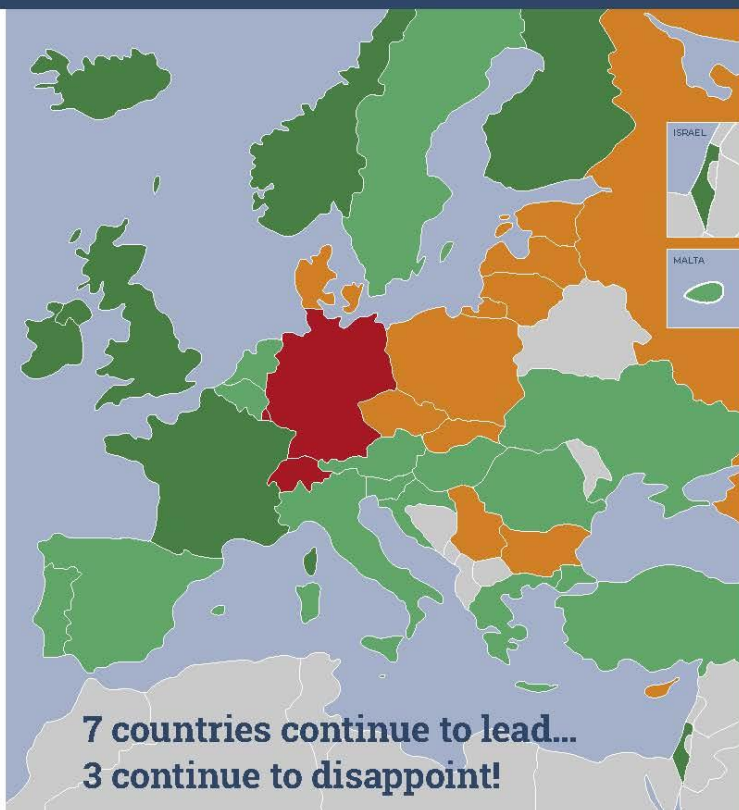 ISRAEL
MALTA
7 countries continue to lead...
3 continue to disappoint!